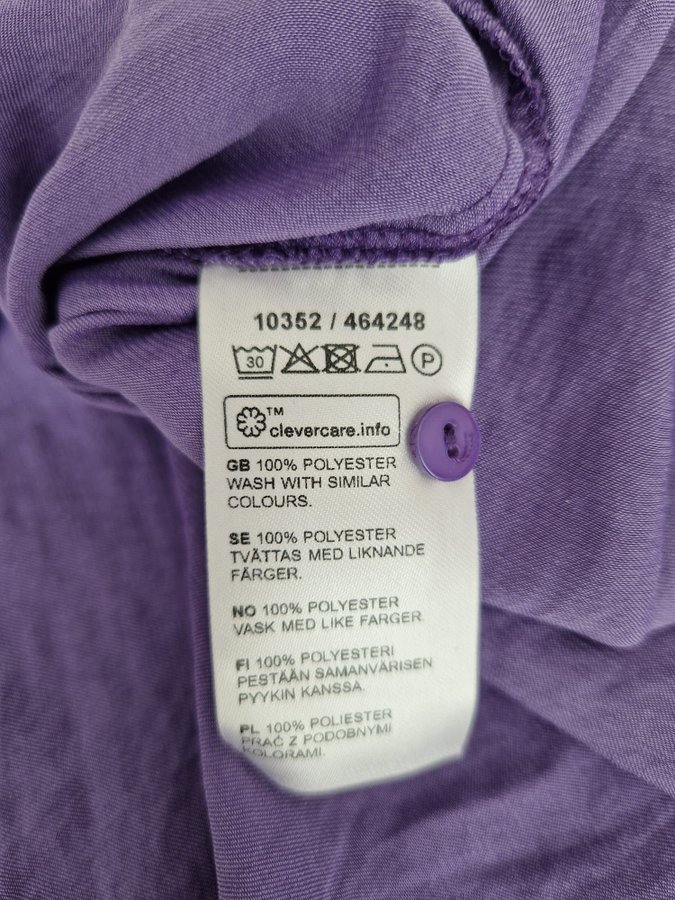 10352 / 464248
30 P
™
clevercare.info
GB 100% POLYESTER
WASH WITH SIMILAR
COLOURS.
SE 100% POLYESTER
TVÄTTAS MED LIKNANDE
FÄRGER.
NO 100% POLYESTER
VASK MED LIKE FARGER.
FI 100% POLYESTERI
PESTÄÄN SAMANVÄRISEN
PYYKIN KANSSA.
PL 100% POLIESTER
PRAĆ Z PODOBNYMI
KOLORAMI.